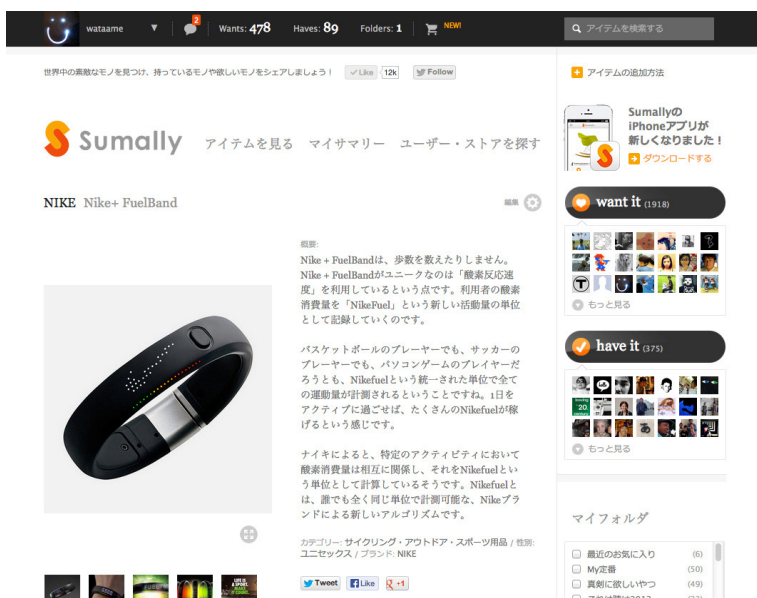 wataame
2
Wants: 478
Haves: 89
Folders: 1
NEW!
アイテムを検索する
世界中の素敵なモノを見つけ、持っているモノや欲しいモノをシェアしましょう！
Like
12k
Follow
アイテムの追加方法
Sumallyの
iPhoneアプリが
新しくなりました！
ダウンロードする
Sumally
アイテムを見る
マイサマリー
ユーザー・ストアを探す
NIKE Nike+ FuelBand
編集
want it (1918)
もっと見る
have it (375)
もっと見る
概要:
Nike + FuelBandは、歩数を数えたりしません。
Nike + FuelBandがユニークなのは「酸素反応速
度」を利用しているという点です。利用者の酸素
消費量を「NikeFuel」という新しい活動量の単位
として記録していくのです。
バスケットボールのプレーヤーでも、サッカーの
プレーヤーでも、パソコンゲームのプレイヤーだ
ろうとも、Nikefuelという統一された単位で全て
の運動量が計測されるということですね。1日を
アクティブに過ごせば、たくさんのNikefuelが稼
げるという感じです。
ナイキによると、特定のアクティビティにおいて
酸素消費量は相互に関係し、それをNikefuelとい
う単位として計算しているそうです。Nikefuelと
は、誰でも全く同じ単位で計測可能な、Nikeブラ
ンドによる新しいアルゴリズムです。
カテゴリー: サイクリング・アウトドア・スポーツ用品 / 性別:
ユニセックス / ブランド: NIKE
Tweet
Like
+1
マイフォルダ
最近のお気に入り (6)
My定番 (50)
真剣に欲しいやつ (49)